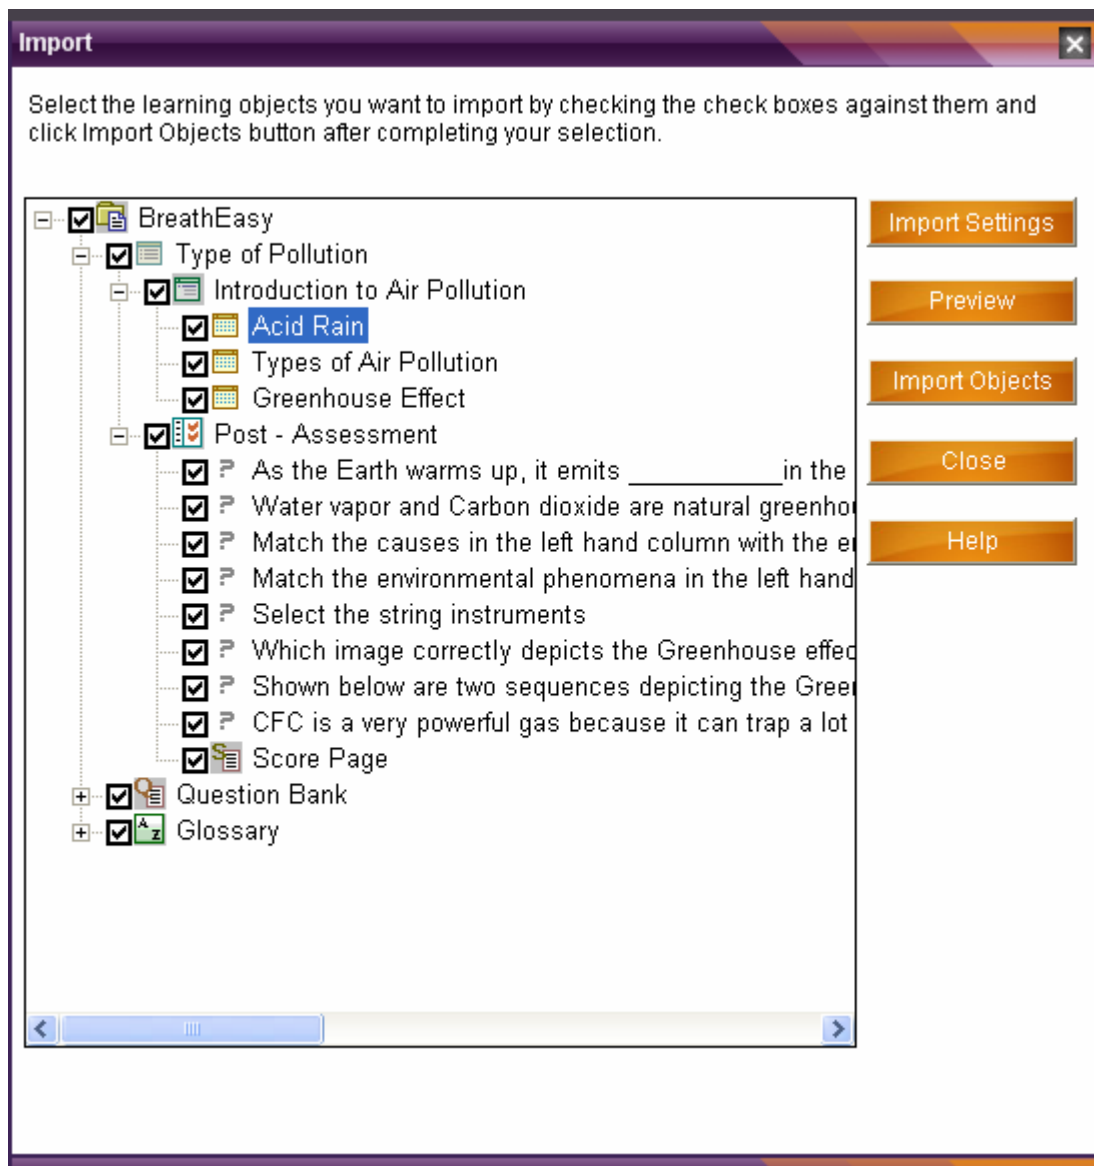 Import
Select the learning objects you want to import by checking the check boxes against them and
click Import Objects button after completing your selection.
BreathEasy
Type of Pollution
Introduction to Air Pollution
Acid Rain
Types of Air Pollution
Greenhouse Effect
Post - Assessment
As the Earth warms up, it emits __________in the
Water vapor and Carbon dioxide are natural
Match the causes in the left hand column with the
Match the environmental phenomena in the left hand
Select the string instruments
Which image correctly depicts the Greenhouse
Shown below are two sequences depicting the
CFC is a very powerful gas because it can trap a lot
Score Page
Question Bank
Glossary
Import Settings
Preview
Import Objects
Close
Help